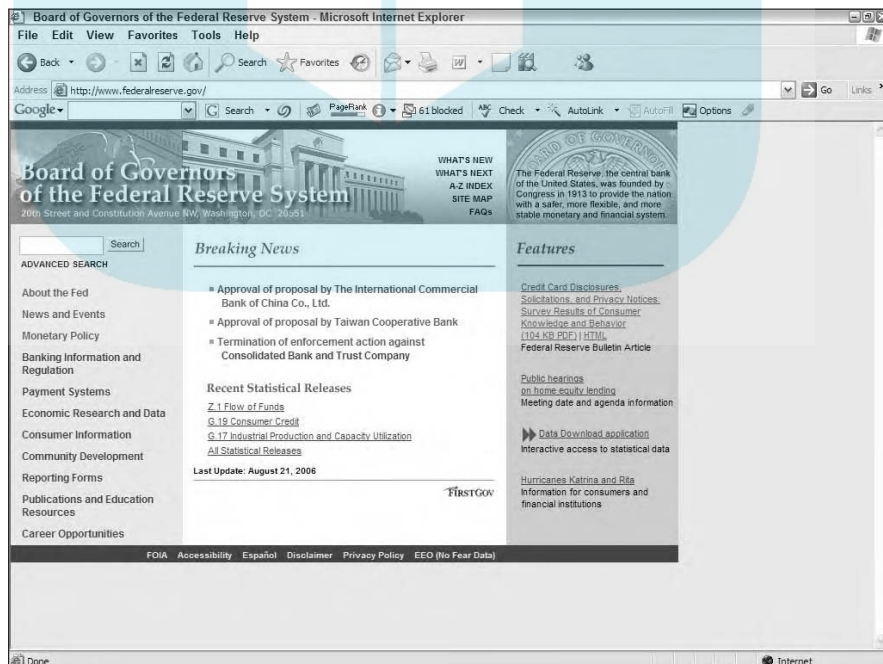 Board of Governors of the Federal Reserve System - Microsoft Internet Explorer
File Edit View Favorites Tools Help
Back Search Favorites
Address http://www.federalreserve.gov/ Go Links
Google Search PageRank 61 blocked ABC Check AutoLink AutoFill Options
Board of Governors
of the Federal Reserve System
20th Street and Constitution Avenue NW, Washington, DC 20551
WHAT'S NEW
WHAT'S NEXT
A-Z INDEX
SITE MAP
FAQs
BOARD OF GOVERNORS
The Federal Reserve, the central bank
of the United States, was founded by
Congress in 1913 to provide the nation
with a safer, more flexible, and more
stable monetary and financial system.
Search
ADVANCED SEARCH
About the Fed
News and Events
Monetary Policy
Banking Information and
Regulation
Payment Systems
Economic Research and Data
Consumer Information
Community Development
Reporting Forms
Publications and Education
Resources
Career Opportunities
Breaking News
Approval of proposal by The International Commercial
Bank of China Co., Ltd.
Approval of proposal by Taiwan Cooperative Bank
Termination of enforcement action against
Consolidated Bank and Trust Company
Recent Statistical Releases
Z.1 Flow of Funds
G.19 Consumer Credit
G.17 Industrial Production and Capacity Utilization
All Statistical Releases
Last Update: August 21, 2006
FIRSTGOV
Features
Credit Card Disclosures,
Solicitations, and Privacy Notices:
Survey Results of Consumer
Knowledge and Behavior
(104 KB PDF) | HTML
Federal Reserve Bulletin Article
Public hearings
on home equity lending
Meeting date and agenda information
Data Download application
Interactive access to statistical data
Hurricanes Katrina and Rita
Information for consumers and
financial institutions
FOIA Accessibility Español Disclaimer Privacy Policy EEO (No Fear Data)
Done Internet